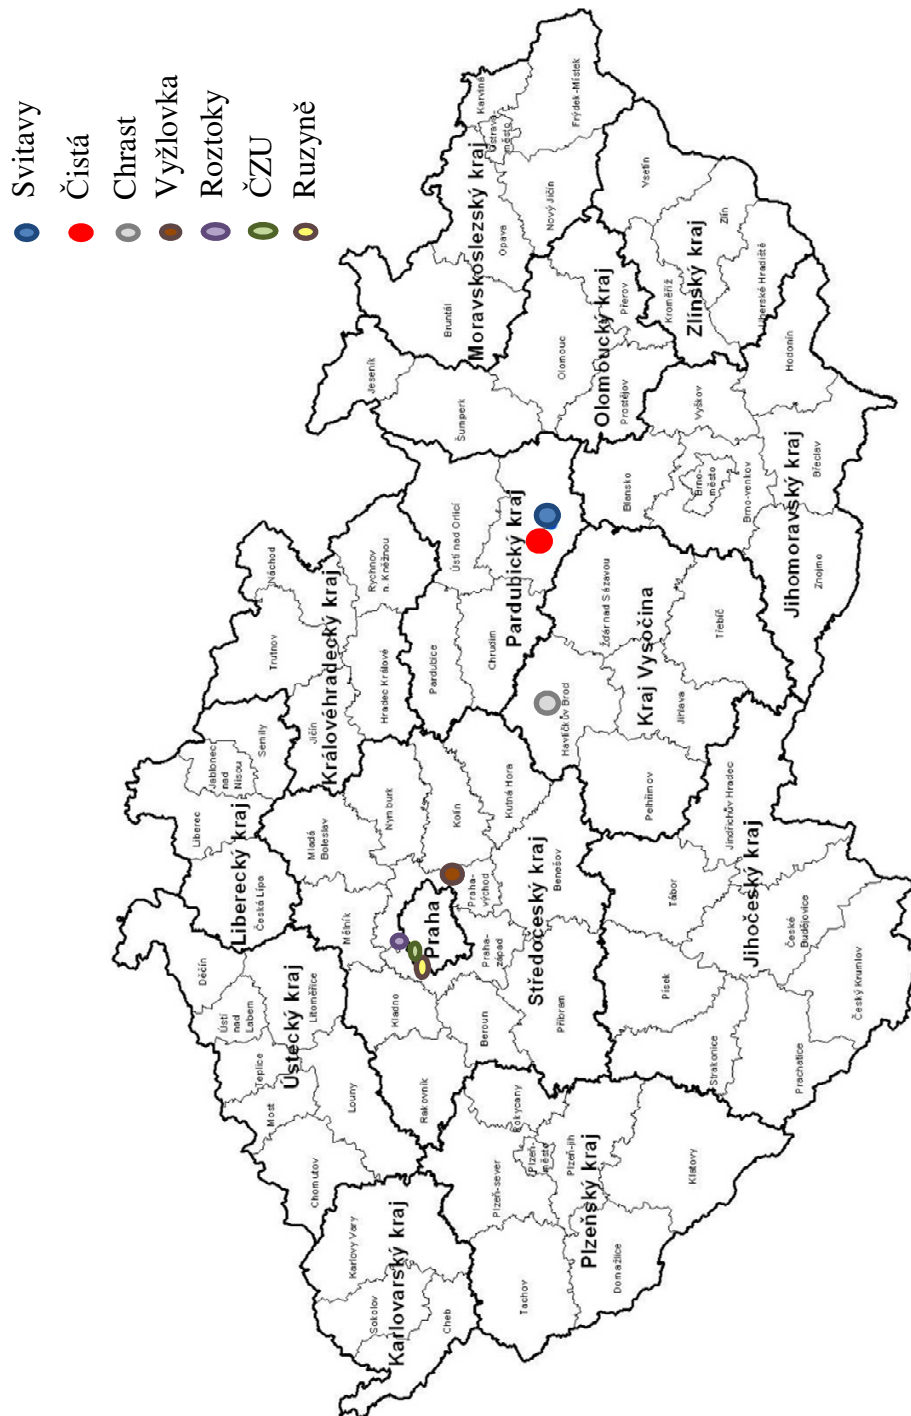 Svitavy
Čistá
Chrast
Vyžlovka
Roztoky
ČZU
Ruzyně
Karlovarský kraj
Karlovy Vary
Sokolov
Cheb
Ústecký kraj
Děčín
Ústí
nad
Labem
Teplice
Most
Chomutov
Litoměřice
Louny
Liberecký kraj
Liberec
Jablonec
nad
Nisou
Semily
Česká Lípa
Královéhradecký kraj
Trutnov
Náchod
Jičín
Rychnov
n. Kněžnou
Hradec Králové
Středočeský kraj
Mladá
Boleslav
Mělník
Nymburk
Kladno
Rakovník
Kolín
Kutná Hora
Praha-
východ
Praha-
západ
Beroun
Benešov
Příbram
Praha
Plzeňský kraj
Plzeň-sever
Rokycany
Plzeň-
město
Plzeň-jih
Tachov
Domažlice
Klatovy
Jihočeský kraj
Tábor
Písek
Strakonice
Jindřichův Hradec
České
Budějovice
Prachatice
Český Krumlov
Pardubický kraj
Pardubice
Ústí nad Orlicí
Chrudim
Kraj Vysočina
Havlíčkův Brod
Ždár nad Sázavou
Pelhřimov
Jihlava
Třebíč
Jihomoravský kraj
Blansko
Brno-
město
Brno-venkov
Vyškov
Hodonín
Břeclav
Znojmo
Olomoucký kraj
Jeseník
Šumperk
Olomouc
Prostějov
Přerov
Moravskoslezský kraj
Bruntál
Opava
Karviná
Ostrava-
město
Nový Jičín
Frýdek-Místek
Zlínský kraj
Vsetín
Kroměříž
Zlín
Uherské Hradiště